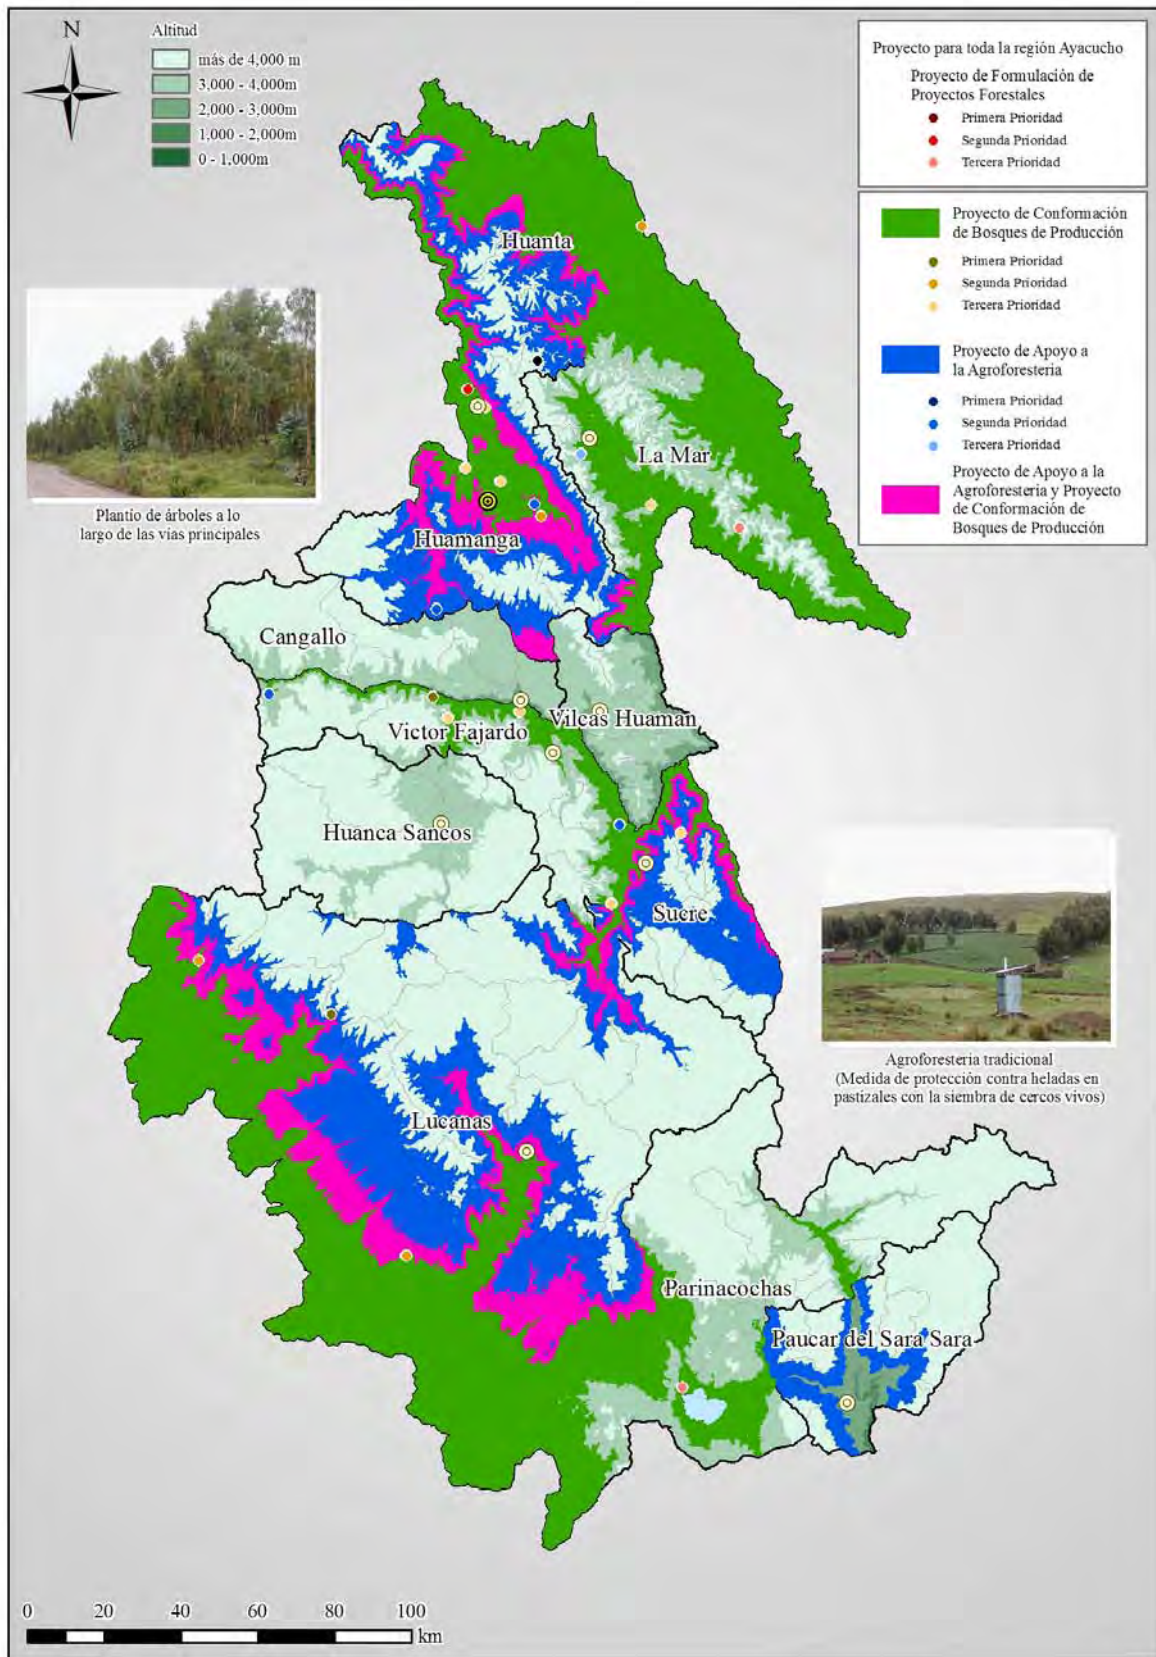 N
Altitud
más de 4,000 m
3,000 - 4,000m
2,000 - 3,000m
1,000 - 2,000m
0 - 1,000m
Proyecto para toda la región Ayacucho
Proyecto de Formulación de
Proyectos Forestales
Primera Prioridad
Segunda Prioridad
Tercera Prioridad
Proyecto de Conformación
de Bosques de Producción
Primera Prioridad
Segunda Prioridad
Tercera Prioridad
Proyecto de Apoyo a
la Agroforesteria
Primera Prioridad
Segunda Prioridad
Tercera Prioridad
Proyecto de Apoyo a la
Agroforesteria y Proyecto
de Conformación de
Bosques de Producción
Huanta
La Mar
Plantío de árboles a lo
largo de las vías principales
Huamanga
Cangallo
Victor Fajardo
Vilcas Huaman
Huanca Sancos
Sucre
Agroforesteria tradicional
(Medida de protección contra heladas en
pastizales con la siembra de cercos vivos)
Lucanas
Parinacochas
Paucar del Sara Sara
0 20 40 60 80 100
km